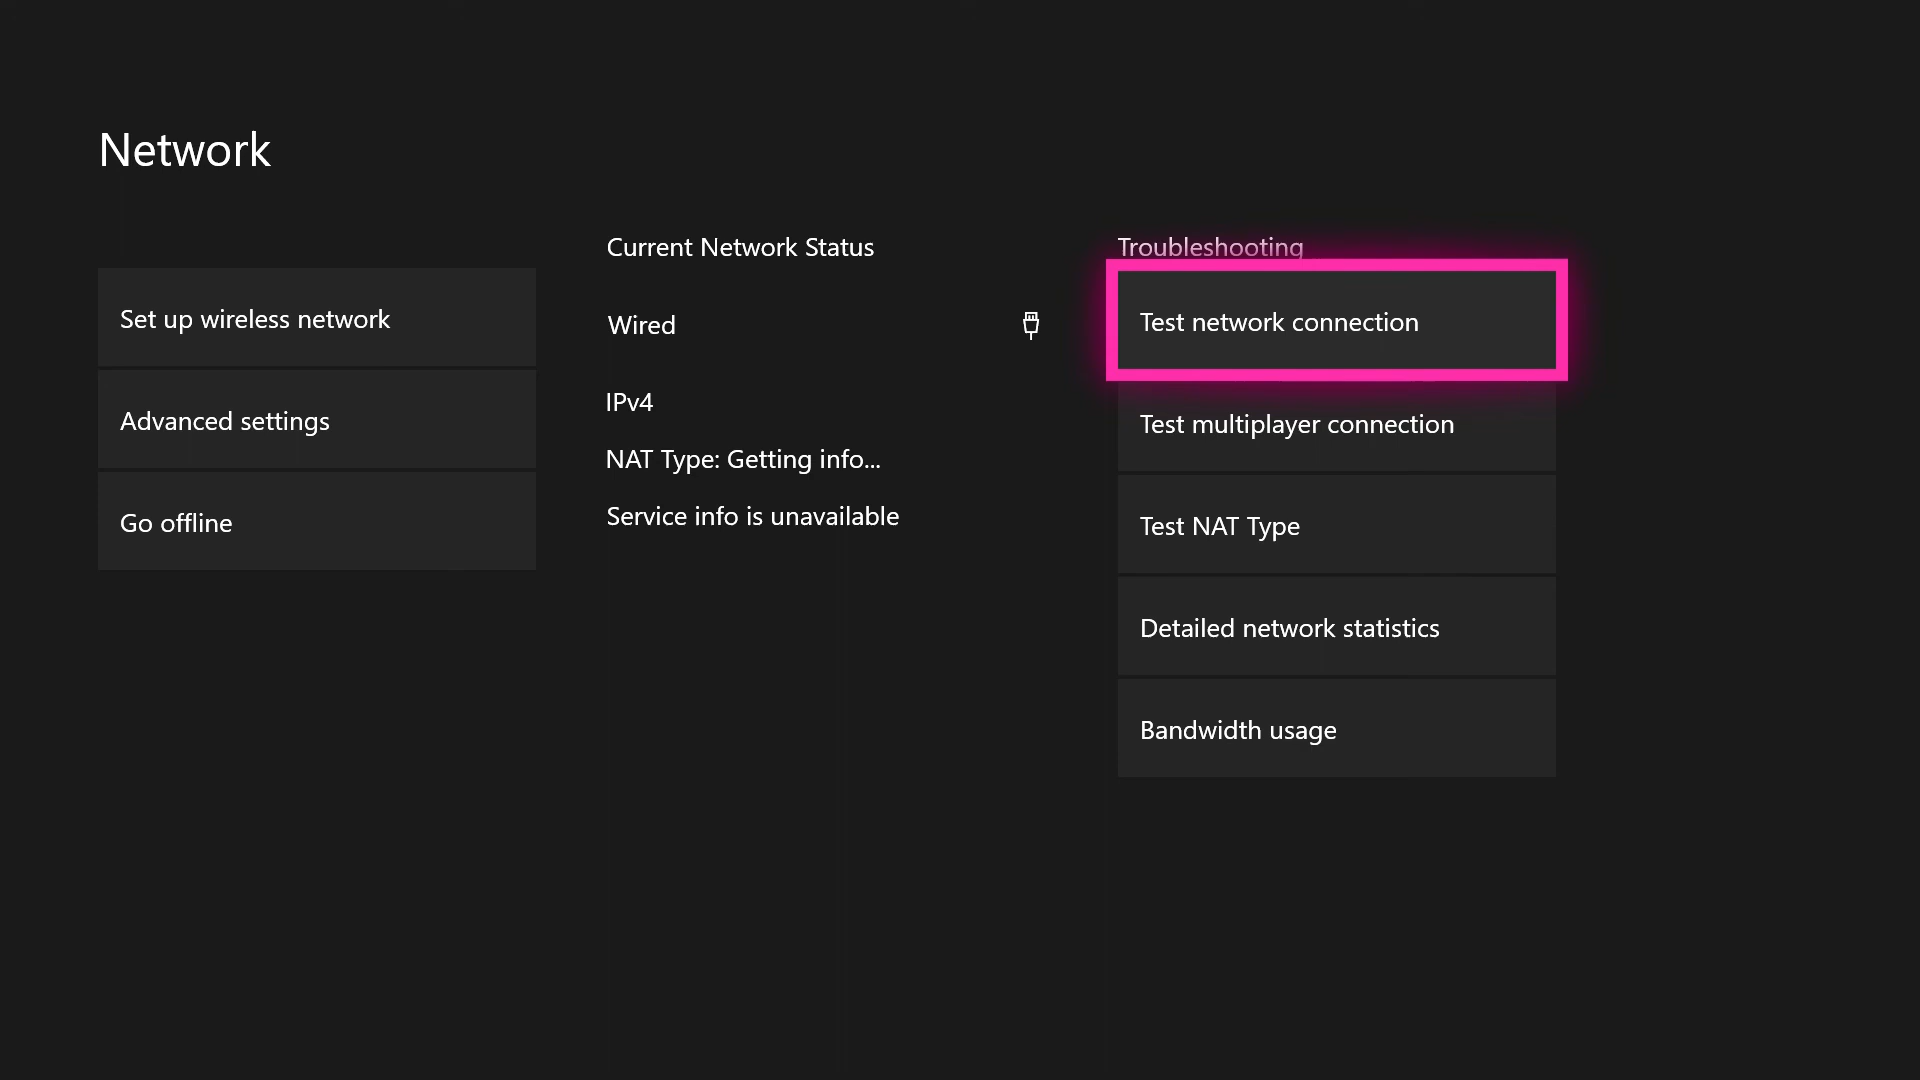 Network
Set up wireless network
Advanced settings
Go offline
Current Network Status
Wired
IPv4
NAT Type: Getting info...
Service info is unavailable
Troubleshooting
Test network connection
Test multiplayer connection
Test NAT Type
Detailed network statistics
Bandwidth usage